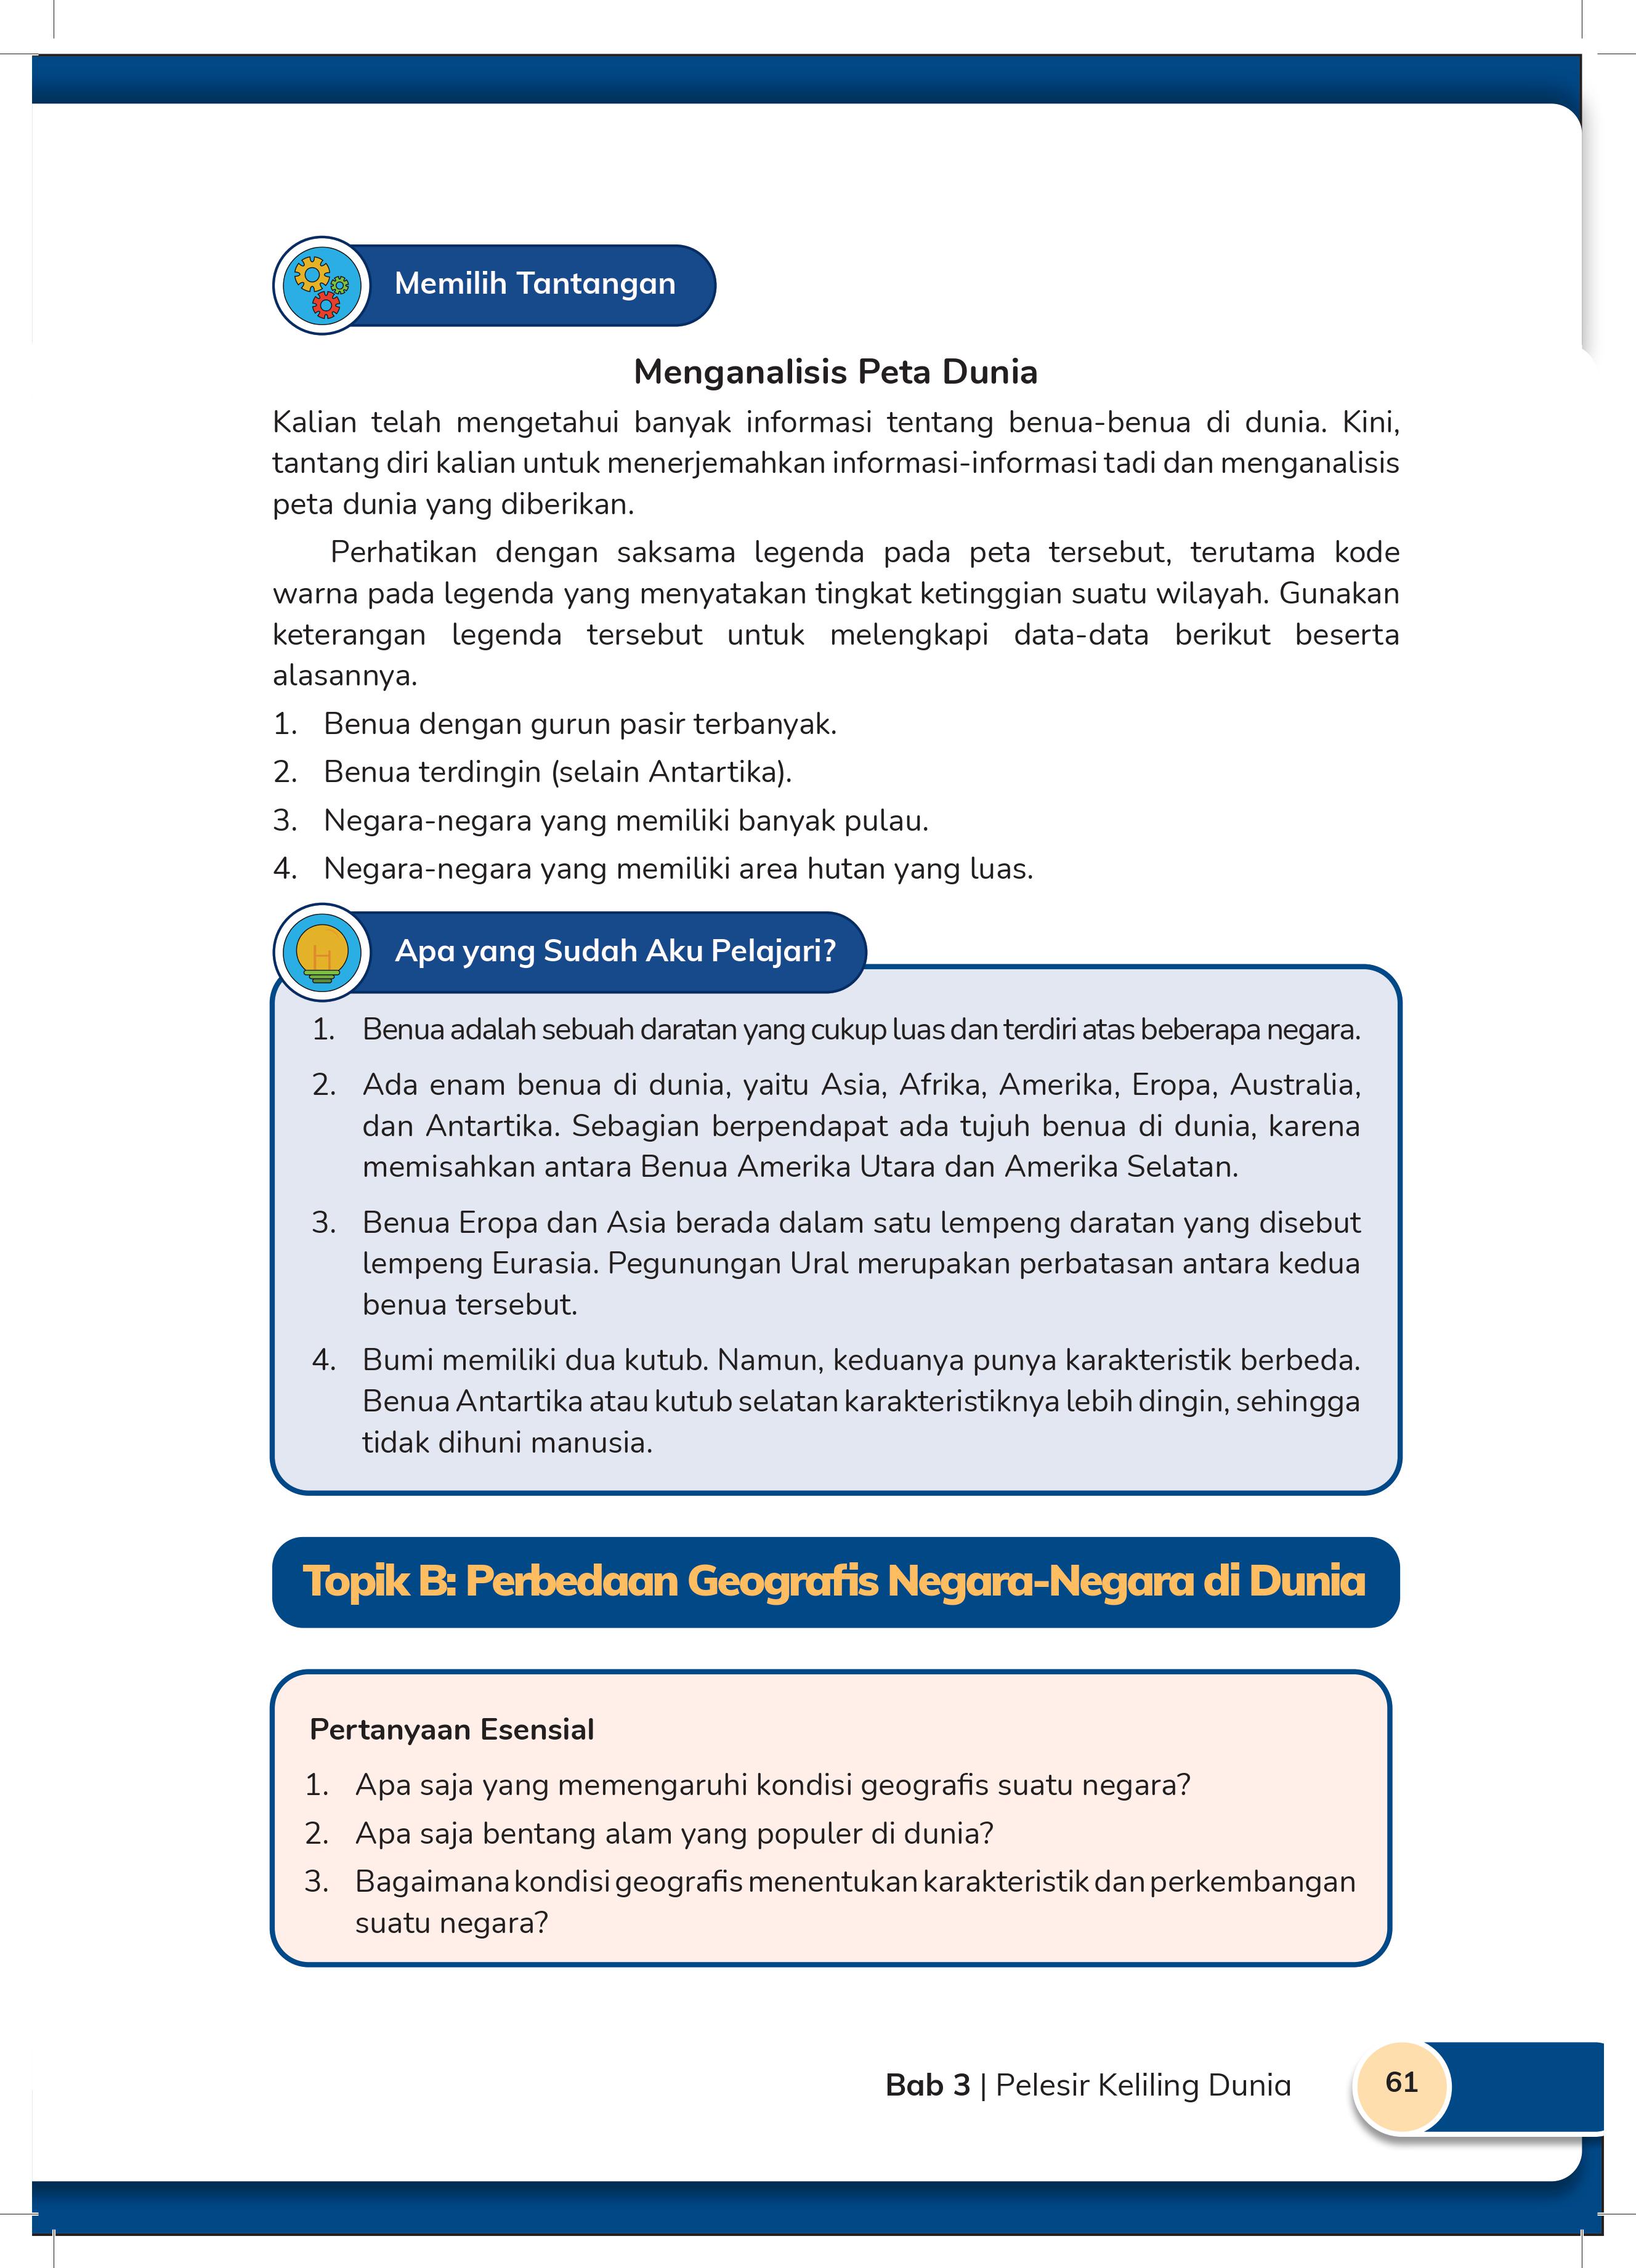 Memilih Tantangan
Menganalisis Peta Dunia
Kalian telah mengetahui banyak informasi tentang benua-benua di dunia. Kini,
tantang diri kalian untuk menerjemahkan informasi-informasi tadi dan menganalisis
peta dunia yang diberikan.
Perhatikan dengan saksama legenda pada peta tersebut, terutama kode
warna pada legenda yang menyatakan tingkat ketinggian suatu wilayah. Gunakan
keterangan legenda tersebut untuk melengkapi data-data berikut beserta
alasannya.
1. Benua dengan gurun pasir terbanyak.
2. Benua terdingin (selain Antartika).
3. Negara-negara yang memiliki banyak pulau.
4. Negara-negara yang memiliki area hutan yang luas.
Apa yang Sudah Aku Pelajari?
1. Benua adalah sebuah daratan yang cukup luas dan terdiri atas beberapa negara.
2. Ada enam benua di dunia, yaitu Asia, Afrika, Amerika, Eropa, Australia,
dan Antartika. Sebagian berpendapat ada tujuh benua di dunia, karena
memisahkan antara Benua Amerika Utara dan Amerika Selatan.
3. Benua Eropa dan Asia berada dalam satu lempeng daratan yang disebut
lempeng Eurasia. Pegunungan Ural merupakan perbatasan antara kedua
benua tersebut.
4. Bumi memiliki dua kutub. Namun, keduanya punya karakteristik berbeda.
Benua Antartika atau kutub selatan karakteristiknya lebih dingin, sehingga
tidak dihuni manusia.
Topik B: Perbedaan Geografis Negara-Negara di Dunia
Pertanyaan Esensial
1. Apa saja yang memengaruhi kondisi geografis suatu negara?
2. Apa saja bentang alam yang populer di dunia?
3. Bagaimana kondisi geografis menentukan karakteristik dan perkembangan
suatu negara?
Bab 3 | Pelesir Keliling Dunia
61